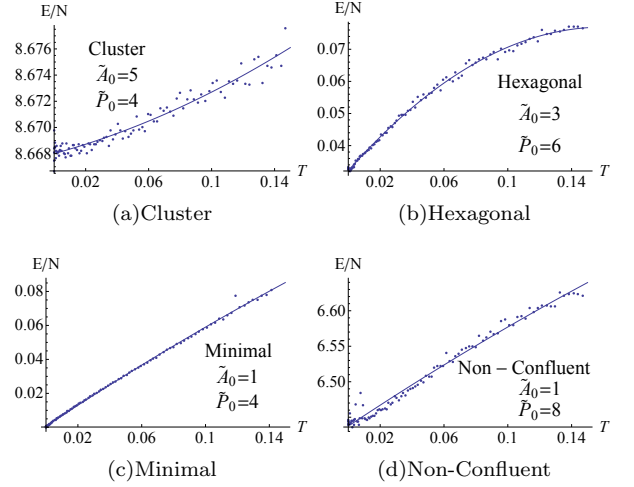 E/N
8.676
8.674
8.672
8.670
8.668
Cluster
Ã₀=5
P̃₀=4
0.02 0.06 0.1 0.14 T
(a)Cluster
E/N
0.07
0.06
0.05
0.04
Hexagonal
Ã₀=3
P̃₀=6
0.02 0.06 0.1 0.14 T
(b)Hexagonal
E/N
0.08
0.06
0.04
0.02
Minimal
Ã₀=1
P̃₀=4
0.02 0.06 0.1 0.14 T
(c)Minimal
E/N
6.60
6.55
6.50
Non − Confluent
Ã₀=1
P̃₀=8
0.02 0.06 0.1 0.14 T
(d)Non-Confluent